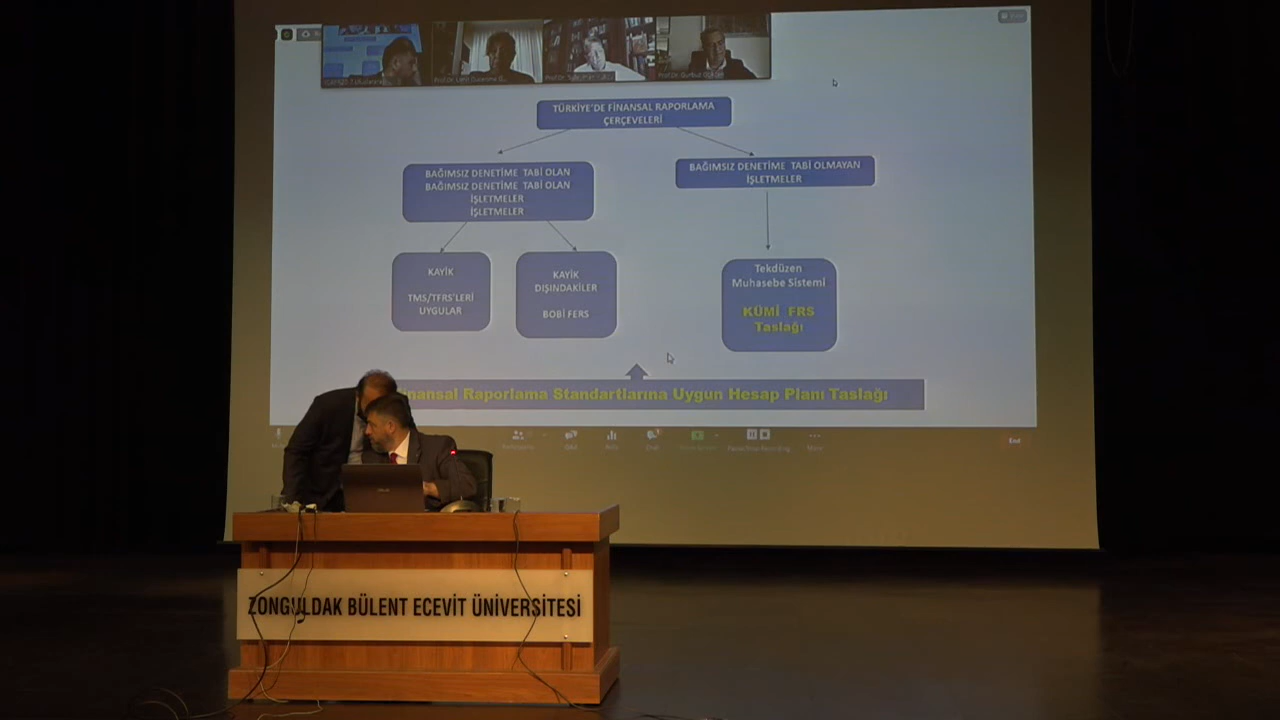 TÜRKİYE'DE FİNANSAL RAPORLAMA
ÇERÇEVELERİ
BAĞIMSIZ DENETİME TABİ OLAN
BAĞIMSIZ DENETİME TABİ OLAN
İŞLETMELER
İŞLETMELER
BAĞIMSIZ DENETİME TABİ OLMAYAN
İŞLETMELER
KAYİK
TMS/TFRS'LERİ
UYGULAR
KAYİK
DIŞINDAKİLER
BOBİ FERS
Tekdüzen
Muhasebe Sistemi
KÜMİ FRS
Taslağı
inansal Raporlama Standartlarına Uygun Hesap Planı Taslağı
End
ZONGULDAK BÜLENT ECEVİT ÜNİVERSİTESİ